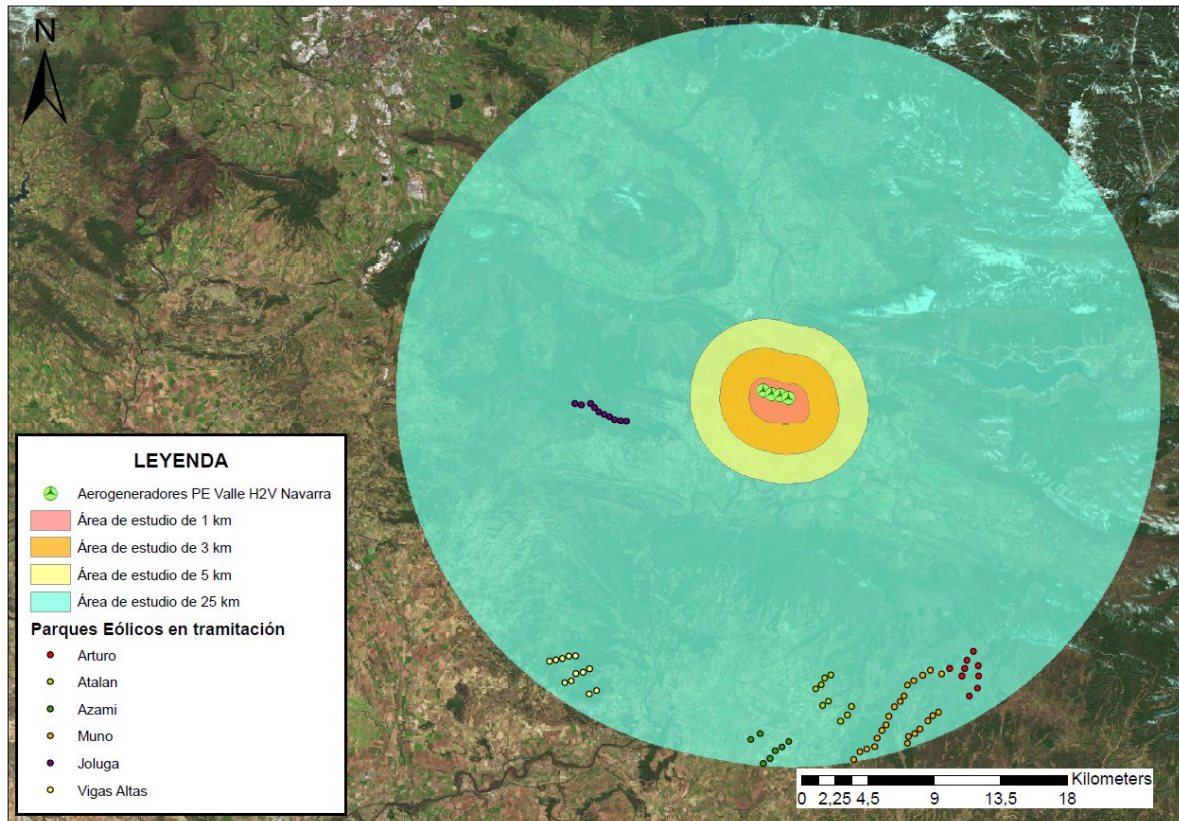 N
LEYENDA
Aerogeneradores PE Valle H2V Navarra
Área de estudio de 1 km
Área de estudio de 3 km
Área de estudio de 5 km
Área de estudio de 25 km
Parques Eólicos en tramitación
Arturo
Atalan
Azami
Muno
Joluga
Vigas Altas
Kilometers
0 2,25 4,5 9 13,5 18